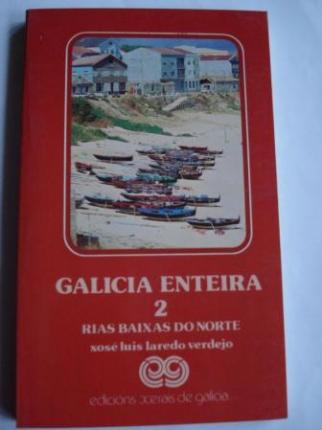 GALICIA ENTEIRA
2
RIAS BAIXAS DO NORTE
xosé luis laredo verdejo
edicións xerais de galicia